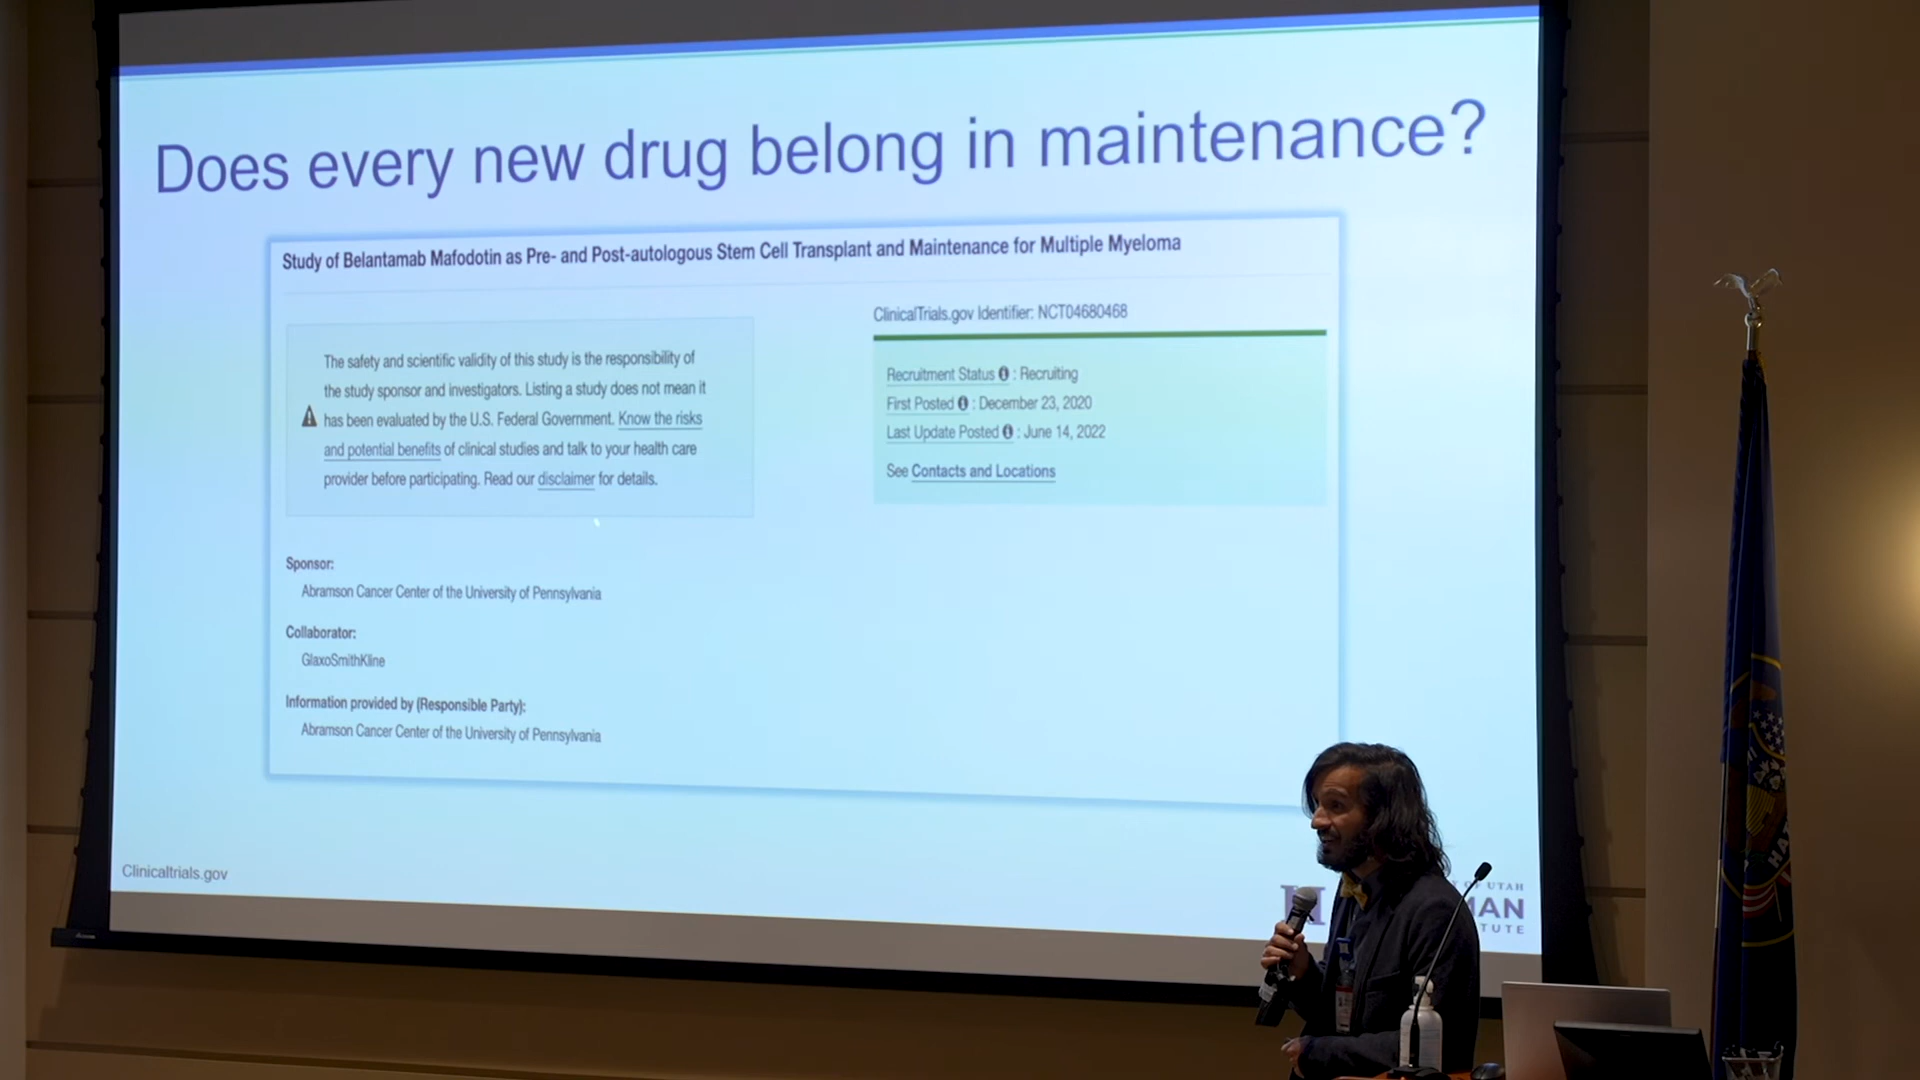 Does every new drug belong in maintenance?
Study of Belantamab Mafodotin as Pre- and Post-autologous Stem Cell Transplant and Maintenance for Multiple Myeloma
The safety and scientific validity of this study is the responsibility of
the study sponsor and investigators. Listing a study does not mean it
has been evaluated by the U.S. Federal Government. Know the risks
and potential benefits of clinical studies and talk to your health care
provider before participating. Read our disclaimer for details.
ClinicalTrials.gov Identifier: NCT04680468
Recruitment Status : Recruiting
First Posted : December 23, 2020
Last Update Posted : June 14, 2022
See Contacts and Locations
Sponsor:
Abramson Cancer Center of the University of Pennsylvania
Collaborator:
GlaxoSmithKline
Information provided by (Responsible Party):
Abramson Cancer Center of the University of Pennsylvania
Clinicaltrials.gov
UTAH
MAN
TUTE